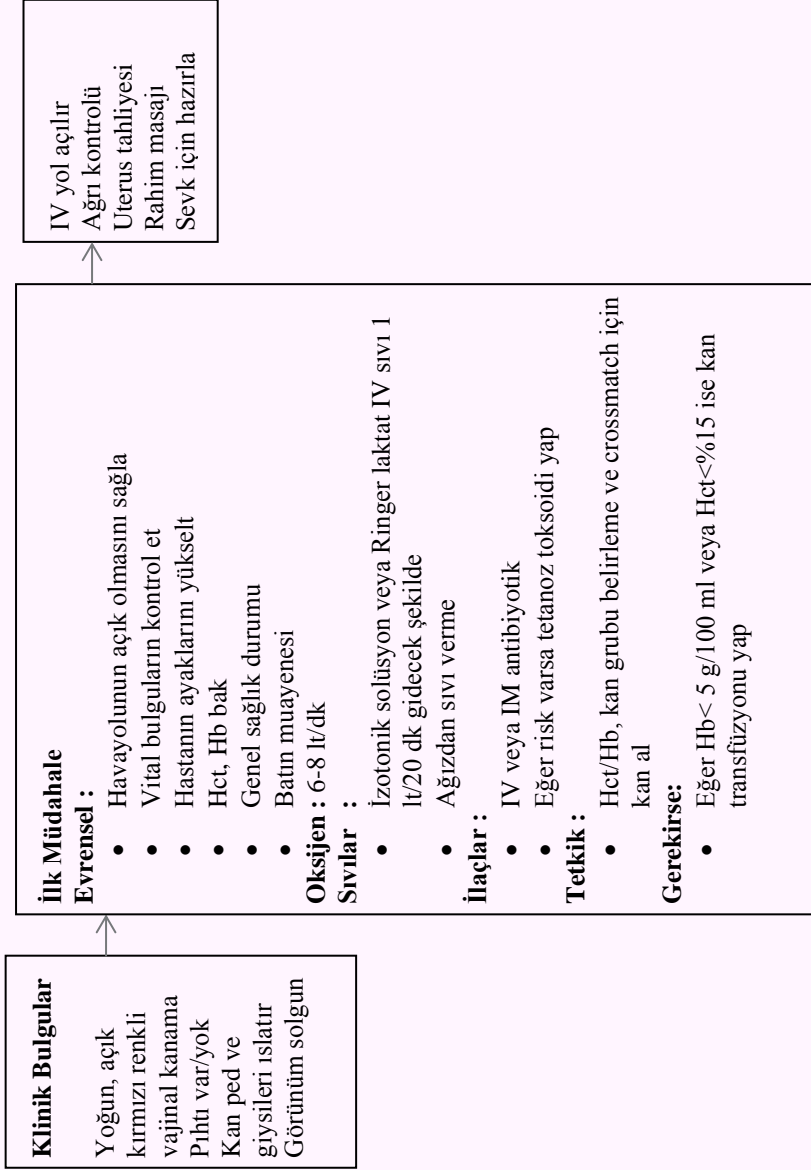 Klinik Bulgular
Yoğun, açık
kırmızı renkli
vajinal kanama
Pıhtı var/yok
Kan ped ve
giysileri ıslatır
Görünüm solgun
İlk Müdahale
Evrensel :
• Havayolunun açık olmasını sağla
• Vital bulguların kontrol et
• Hastanın ayaklarını yükselt
• Hct, Hb bak
• Genel sağlık durumu
• Batın muayenesi
Oksijen : 6-8 lt/dk
Sıvılar :
• İzotonik solüsyon veya Ringer laktat IV sıvı 1
lt/20 dk gidecek şekilde
• Ağızdan sıvı verme
İlaçlar :
• IV veya IM antibiyotik
• Eğer risk varsa tetanoz toksoidi yap
Tetkik :
• Hct/Hb, kan grubu belirleme ve crossmatch için
kan al
Gerekirse:
• Eğer Hb< 5 g/100 ml veya Hct<%15 ise kan
transfüzyonu yap
IV yol açılır
Ağrı kontrolü
Uterus tahliyesi
Rahim masajı
Sevk için hazırla